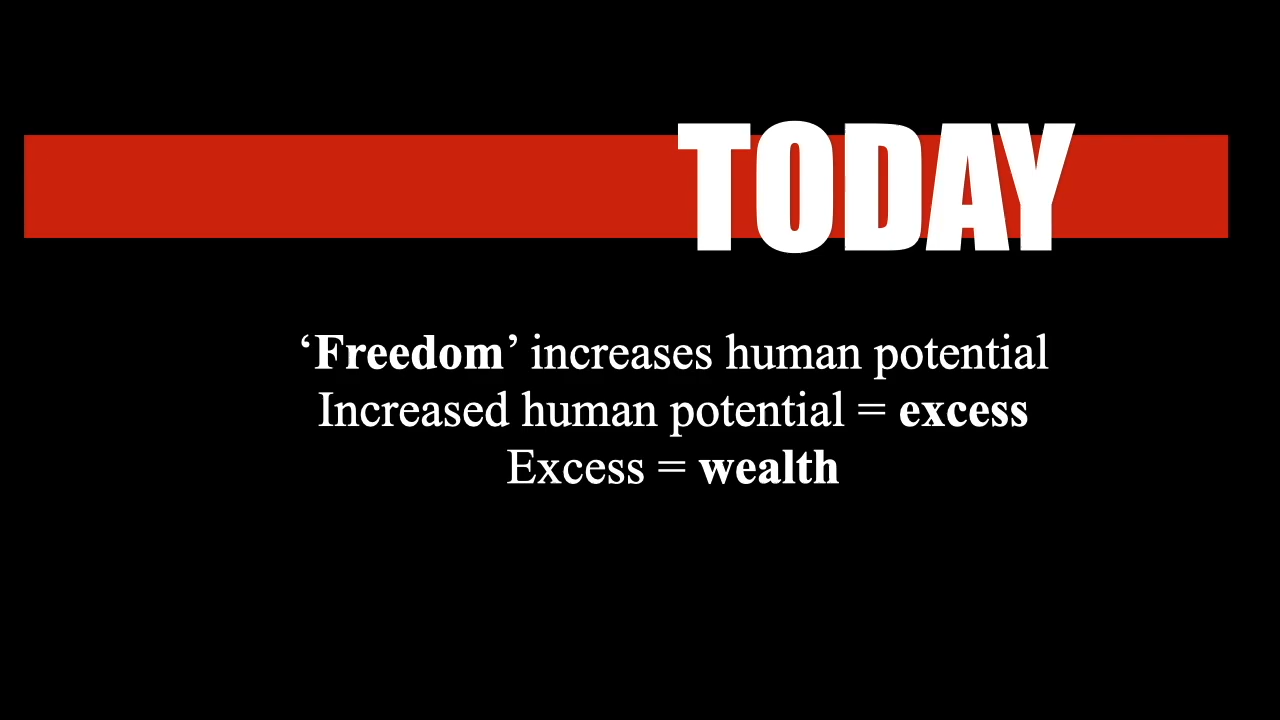 TODAY
‘Freedom’ increases human potential
Increased human potential = excess
Excess = wealth